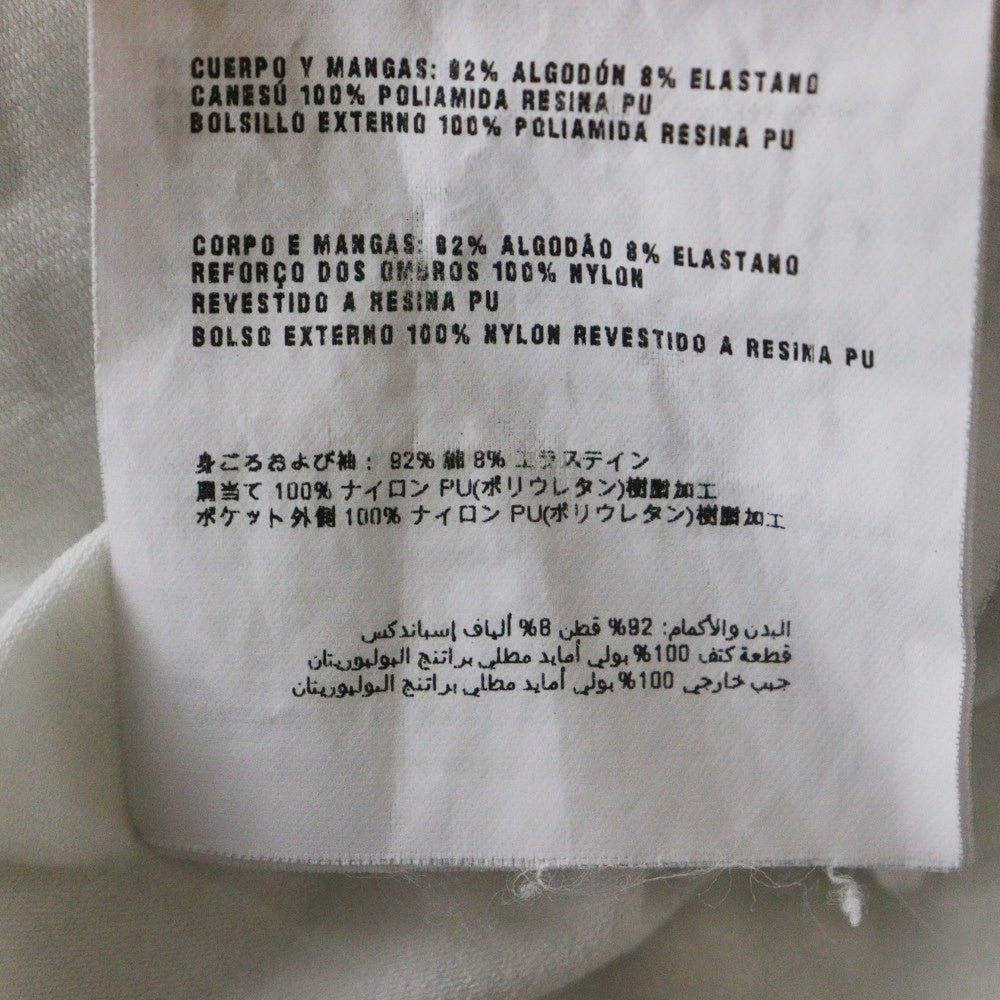 CUERPO Y MANGAS: 92% ALGODÓN 8% ELASTANO
CANESÚ 100% POLIAMIDA RESINA PU
BOLSILLO EXTERNO 100% POLIAMIDA RESINA PU
CORPO E MANGAS: 92% ALGODÃO 8% ELASTANO
REFORÇO DOS OMBROS 100% NYLON
REVESTIDO A RESINA PU
BOLSO EXTERNO 100% NYLON REVESTIDO A RESINA PU
身ごろおよび袖： 92% 綿 8% エラステイン
肩当て 100% ナイロン PU(ポリウレタン)樹脂加工
ポケット外側 100% ナイロン PU(ポリウレタン)樹脂加工
البدن والأكمام: 92% قطن 8% ألياف إسباندكس
قطعة كتف 100% بولي أمايد مطلي براتنج البوليوريتان
جيب خارجي 100% بولي أمايد مطلي براتنج البوليوريتان